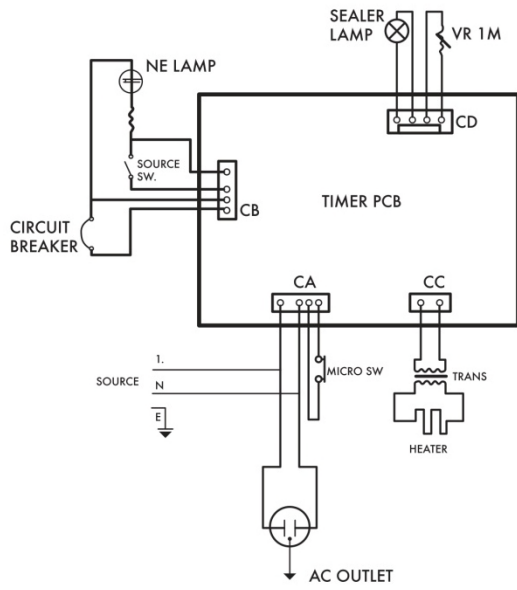 SEALER
LAMP
VR 1M
NE LAMP
CD
SOURCE
SW.
CB
TIMER PCB
CIRCUIT
BREAKER
CA
CC
1.
MICRO SW
SOURCE
N
TRANS
E
HEATER
AC OUTLET